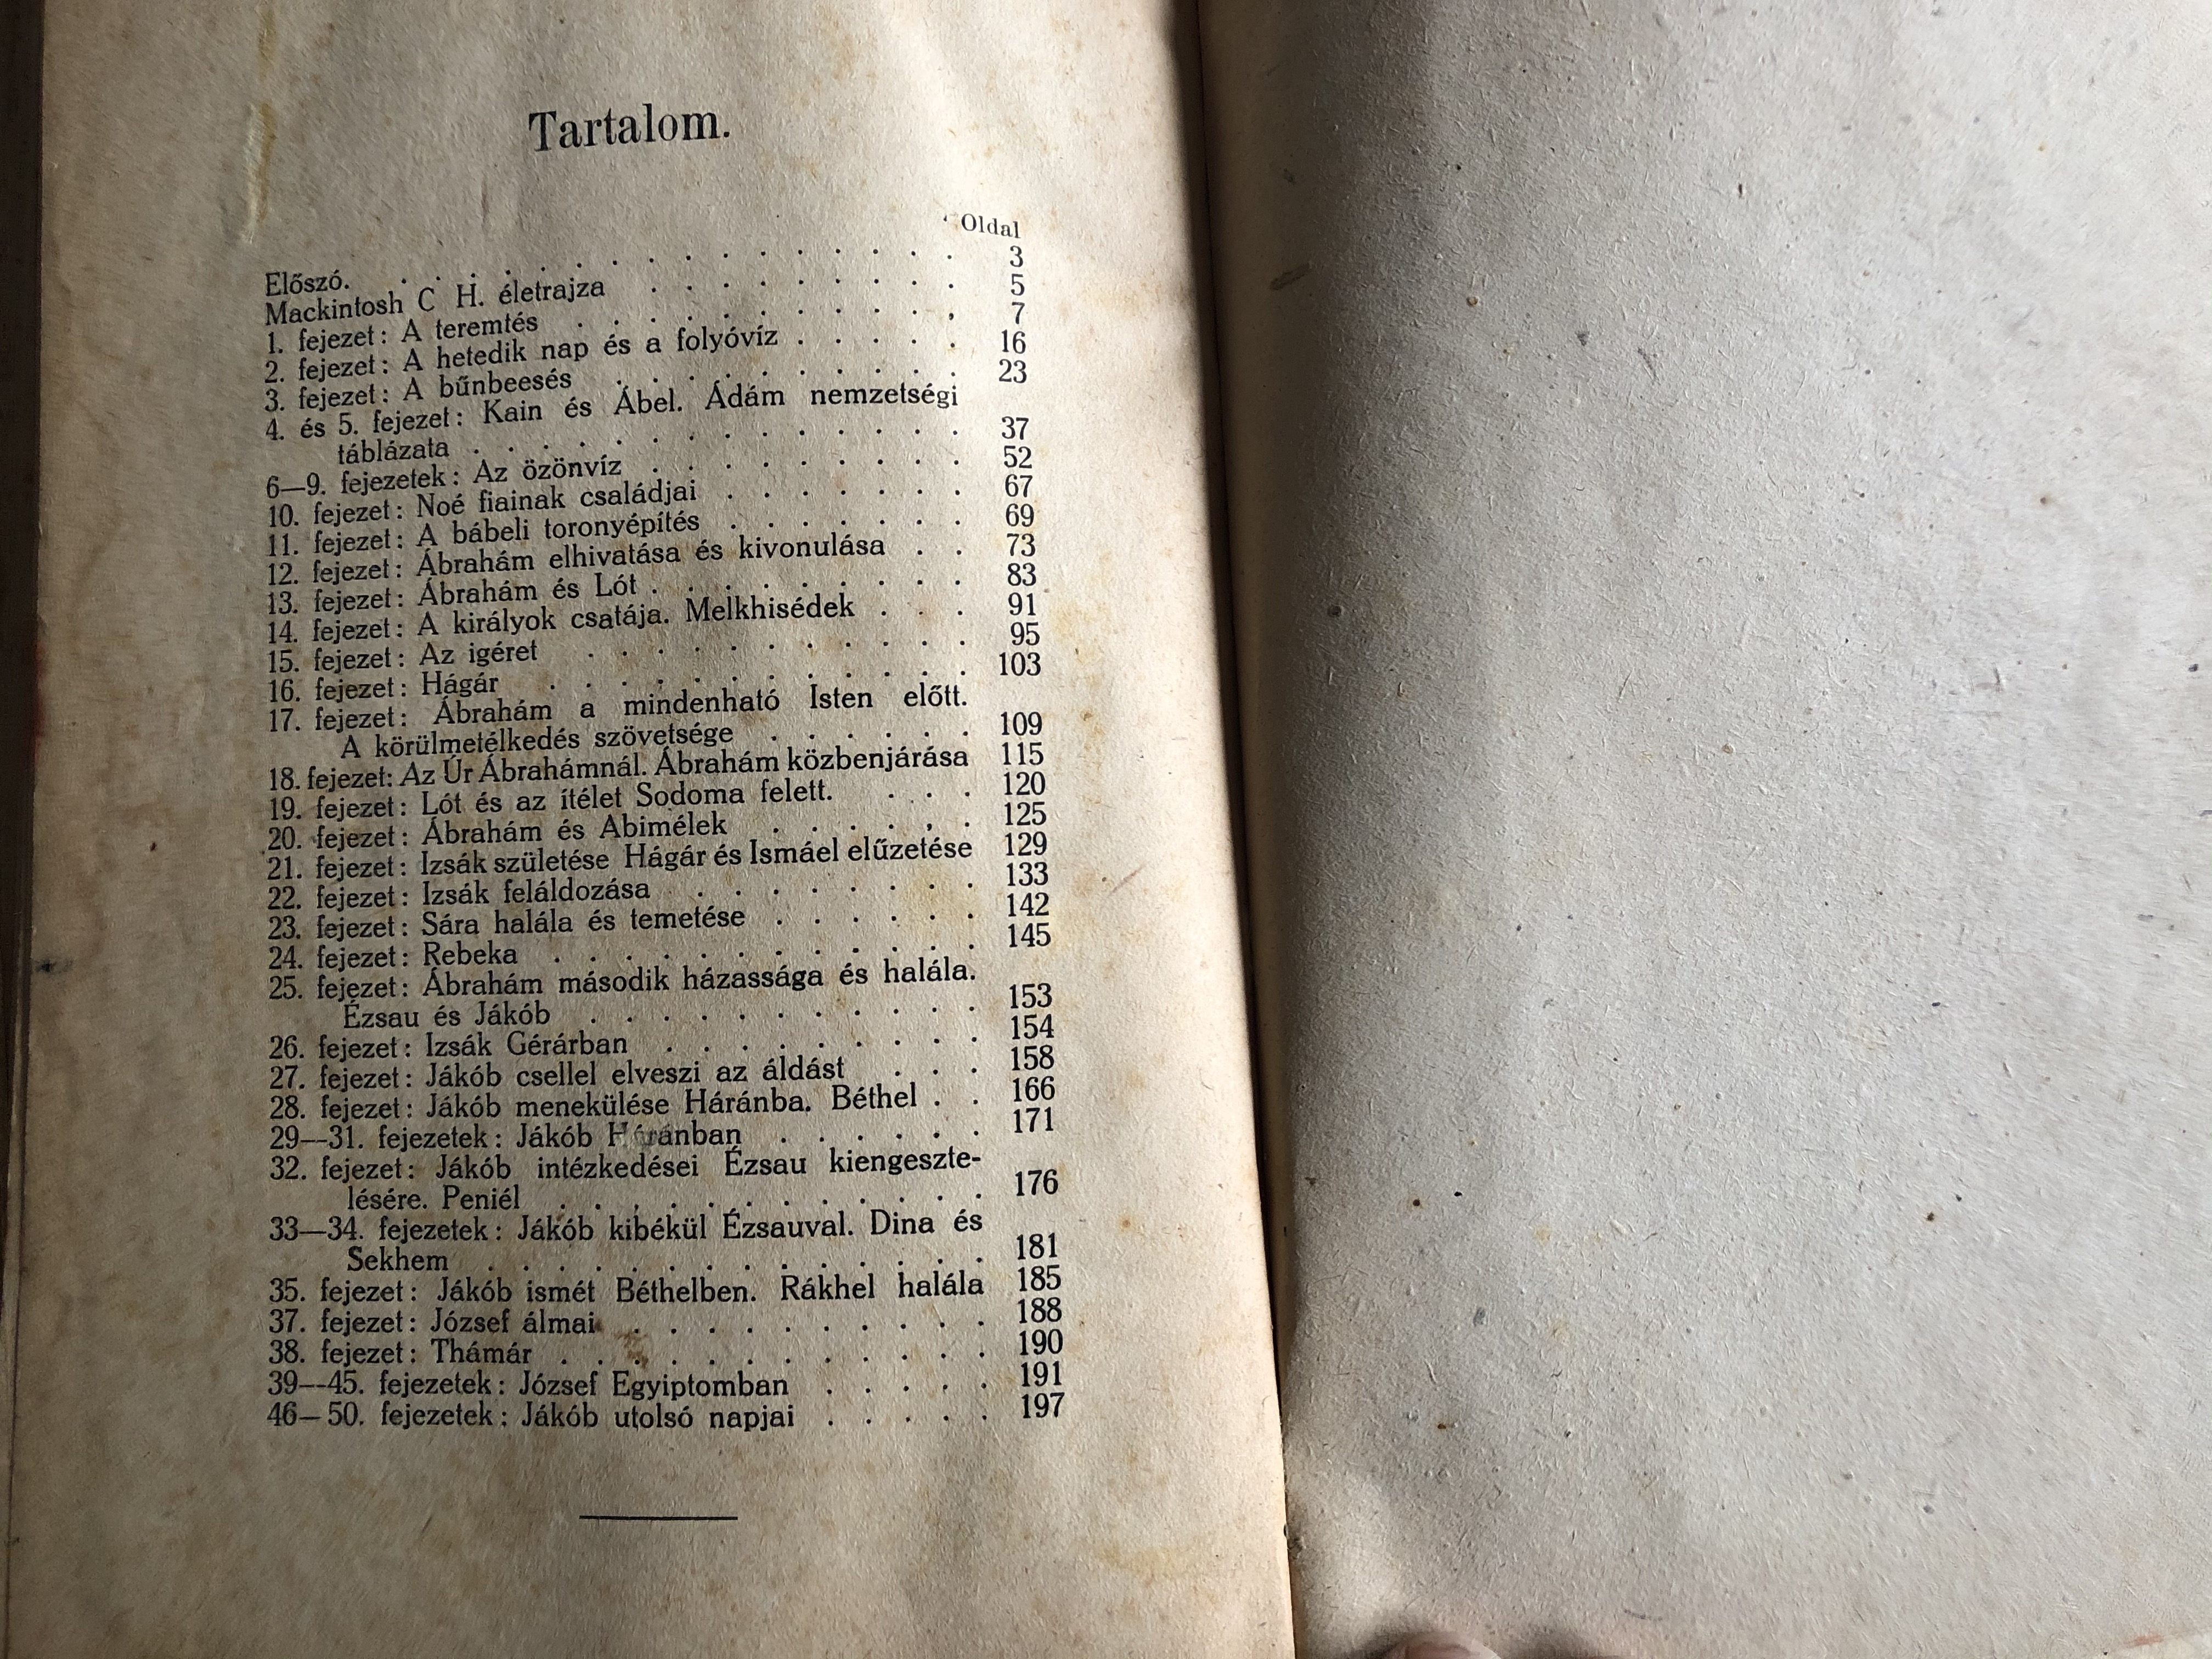 Tartalom.
Oldal
Előszó. . . . . . . . . . . . . . . . . 3
Mackintosh C H. életrajza . . . . . . . . . 5
1. fejezet: A teremtés . . . . . . . . . . . 7
2. fejezet: A hetedik nap és a folyóvíz . . . . . 16
3. fejezet: A bűnbeesés . . . . . . . . . . 23
4. és 5. fejezet: Kain és Ábel. Ádám nemzetségi
táblázata . . . . . . . . . . . . . . 37
6—9. fejezetek: Az özönvíz . . . . . . . . . 52
10. fejezet: Noé fiainak családjai . . . . . . . 67
11. fejezet: A bábeli toronyépítés . . . . . . . 69
12. fejezet: Ábrahám elhivatása és kivonulása . . 73
13. fejezet: Ábrahám és Lót . . . . . . . . . 83
14. fejezet: A királyok csatája. Melkhisédek . . . 91
15. fejezet: Az igéret . . . . . . . . . . . 95
16. fejezet: Hágár . . . . . . . . . . . . 103
17. fejezet: Ábrahám a mindenható Isten előtt.
A körülmetélkedés szövetsége . . . . . . 109
18. fejezet: Az Úr Ábrahámnál. Ábrahám közbenjárása 115
19. fejezet: Lót és az ítélet Sodoma felett. . . . 120
20. fejezet: Ábrahám és Abimélek . . . . . . 125
21. fejezet: Izsák születése Hágár és Ismáel elűzetése 129
22. fejezet: Izsák feláldozása . . . . . . . . 133
23. fejezet: Sára halála és temetése . . . . . . 142
24. fejezet: Rebeka . . . . . . . . . . . . 145
25. fejezet: Ábrahám második házassága és halála.
Ézsau és Jákób . . . . . . . . . . . 153
26. fejezet: Izsák Gérárban . . . . . . . . . 154
27. fejezet: Jákób csellel elveszi az áldást . . . 158
28. fejezet: Jákób menekülése Háránba. Béthel . . 166
29—31. fejezetek: Jákób Háránban . . . . . . 171
32. fejezet: Jákób intézkedései Ézsau kiengeszte-
lésére. Peniél . . . . . . . . . . . . 176
33—34. fejezetek: Jákób kibékül Ézsauval. Dina és
Sekhem . . . . . . . . . . . . . . 181
35. fejezet: Jákób ismét Béthelben. Rákhel halála 185
37. fejezet: József álmai . . . . . . . . . . 188
38. fejezet: Thámár . . . . . . . . . . . . 190
39—45. fejezetek: József Egyiptomban . . . . . 191
46—50. fejezetek: Jákób utolsó napjai . . . . . 197